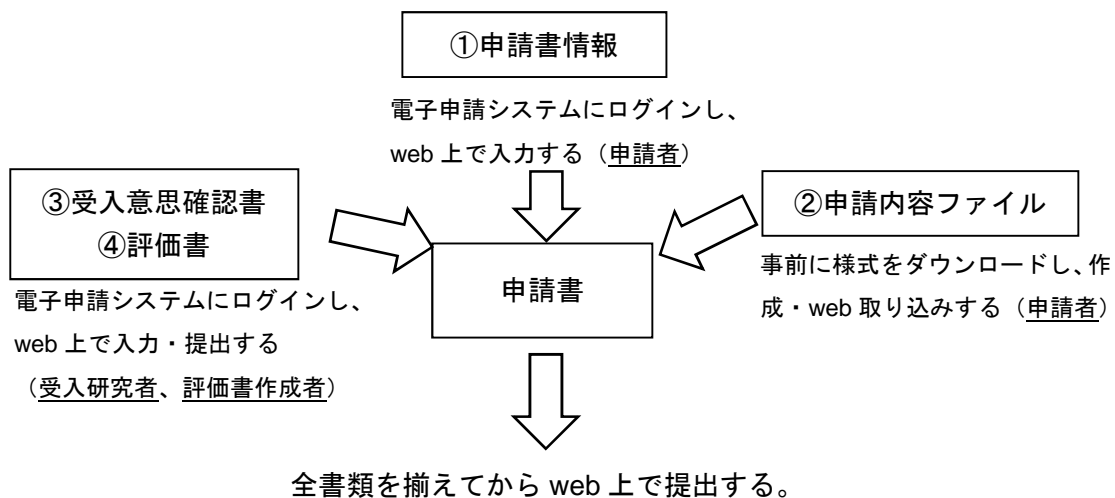 ①申請書情報
電子申請システムにログインし、
web 上で入力する（申請者）
③受入意思確認書
④評価書
電子申請システムにログインし、
web 上で入力・提出する
（受入研究者、評価書作成者）
②申請内容ファイル
事前に様式をダウンロードし、作
成・web 取り込みする（申請者）
申請書
全書類を揃えてから web 上で提出する。